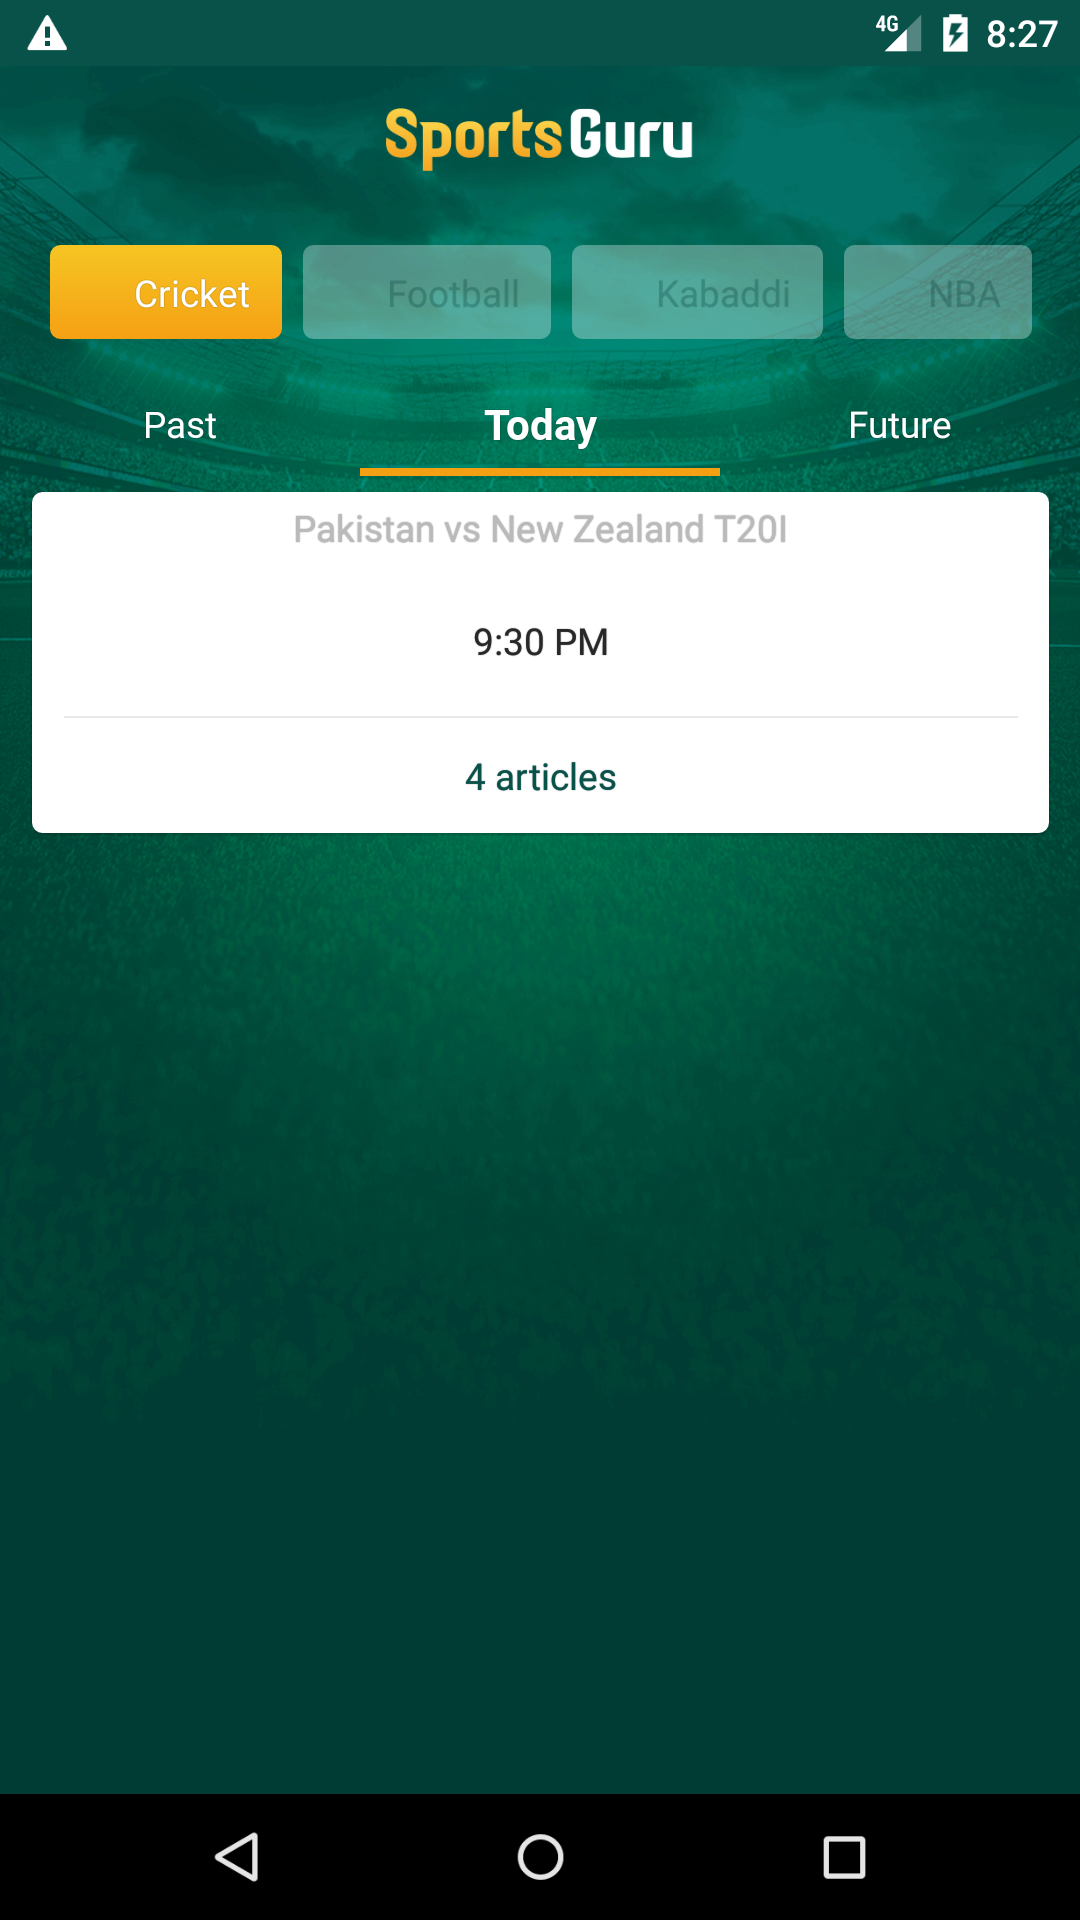 4G 8:27
SportsGuru
Cricket Football Kabaddi NBA
Past Today Future
Pakistan vs New Zealand T20I
9:30 PM
4 articles